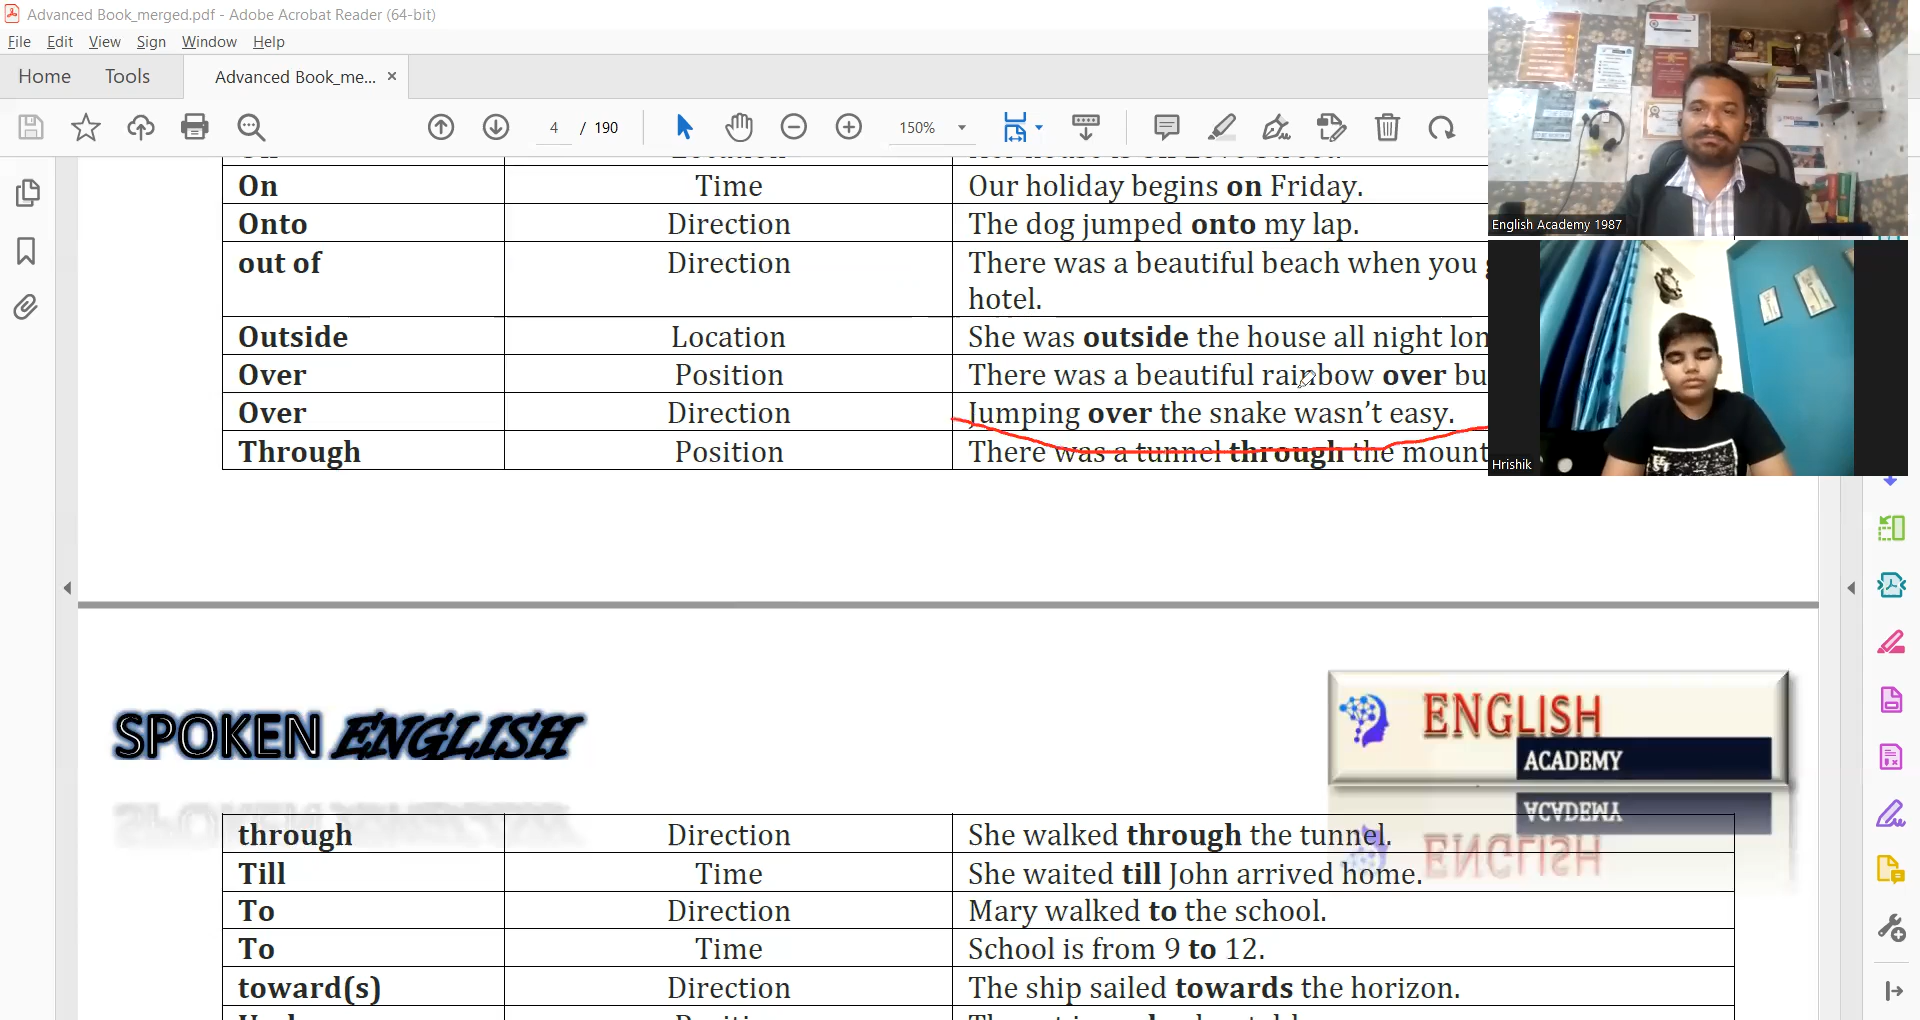 Advanced Book_merged.pdf - Adobe Acrobat Reader (64-bit)
File Edit View Sign Window Help
Home Tools Advanced Book_me... ×
4 / 190 150%
On Time Our holiday begins on Friday.
Onto Direction The dog jumped onto my lap.
out of Direction There was a beautiful beach when you
hotel.
Outside Location She was outside the house all night lon
Over Position There was a beautiful rainbow over bu
Over Direction Jumping over the snake wasn't easy.
Through Position There was a tunnel through the mount
English Academy 1987
Hrishik
SPOKEN ENGLISH
ENGLISH
ACADEMY
through Direction She walked through the tunnel.
Till Time She waited till John arrived home.
To Direction Mary walked to the school.
To Time School is from 9 to 12.
toward(s) Direction The ship sailed towards the horizon.